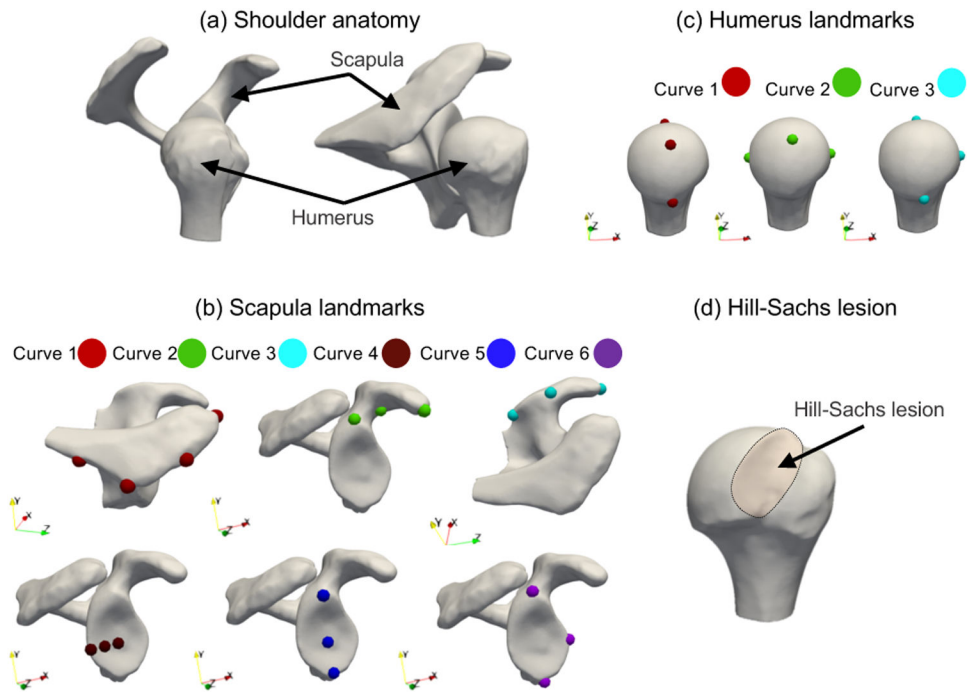 (a) Shoulder anatomy
Scapula
Humerus
(c) Humerus landmarks
Curve 1 Curve 2 Curve 3
Y Z X Y Z X Y Z X
(b) Scapula landmarks
Curve 1 Curve 2 Curve 3 Curve 4 Curve 5 Curve 6
Y X Z Y Z X Y X Z
Y Z X Y Z X Y Z X
(d) Hill-Sachs lesion
Hill-Sachs lesion